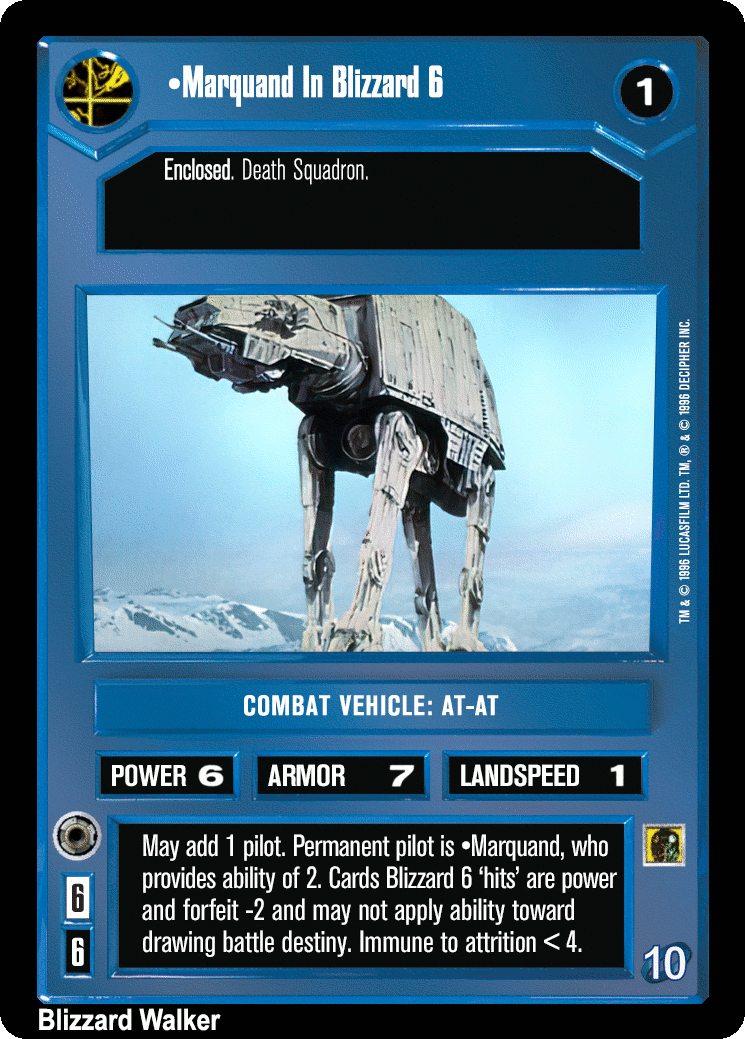 •Marquand In Blizzard 6
1
Enclosed. Death Squadron.
TM & © 1996 LUCASFILM LTD. TM, ® & © 1996 DECIPHER INC.
COMBAT VEHICLE: AT-AT
POWER 6
ARMOR 7
LANDSPEED 1
May add 1 pilot. Permanent pilot is •Marquand, who
provides ability of 2. Cards Blizzard 6 ‘hits’ are power
and forfeit -2 and may not apply ability toward
drawing battle destiny. Immune to attrition < 4.
6
6
10
Blizzard Walker